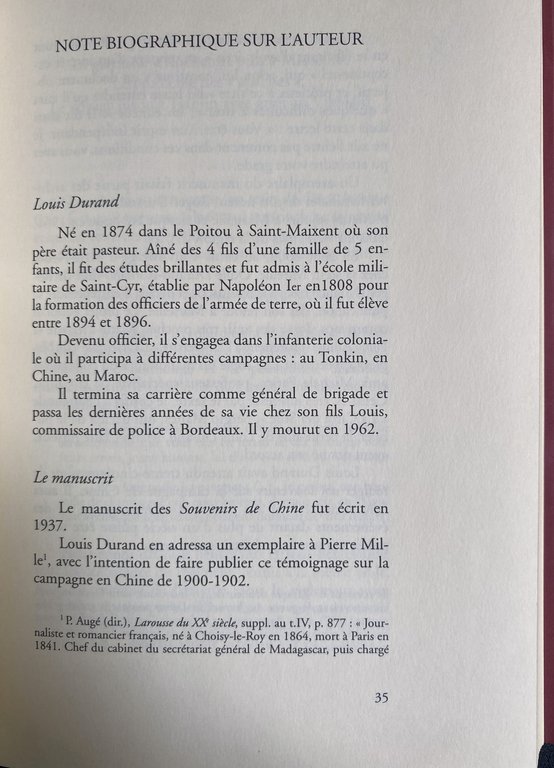 NOTE BIOGRAPHIQUE SUR L'AUTEUR
Louis Durand
Né en 1874 dans le Poitou à Saint-Maixent où son
père était pasteur. Aîné des 4 fils d'une famille de 5 en-
fants, il fit des études brillantes et fut admis à l'école mili-
taire de Saint-Cyr, établie par Napoléon Ier en1808 pour
la formation des officiers de l'armée de terre, où il fut élève
entre 1894 et 1896.
Devenu officier, il s'engagea dans l'infanterie colonia-
le où il participa à différentes campagnes : au Tonkin, en
Chine, au Maroc.
Il termina sa carrière comme général de brigade et
passa les dernières années de sa vie chez son fils Louis,
commissaire de police à Bordeaux. Il y mourut en 1962.
Le manuscrit
Le manuscrit des Souvenirs de Chine fut écrit en
1937.
Louis Durand en adressa un exemplaire à Pierre Mil-
le¹, avec l'intention de faire publier ce témoignage sur la
campagne en Chine de 1900-1902.
¹ P. Augé (dir.), Larousse du XXᵉ siècle, suppl. au t.IV, p. 877 : « Jour-
naliste et romancier français, né à Choisy-le-Roy en 1864, mort à Paris en
1841. Chef du cabinet du secrétariat général de Madagascar, puis chargé
35